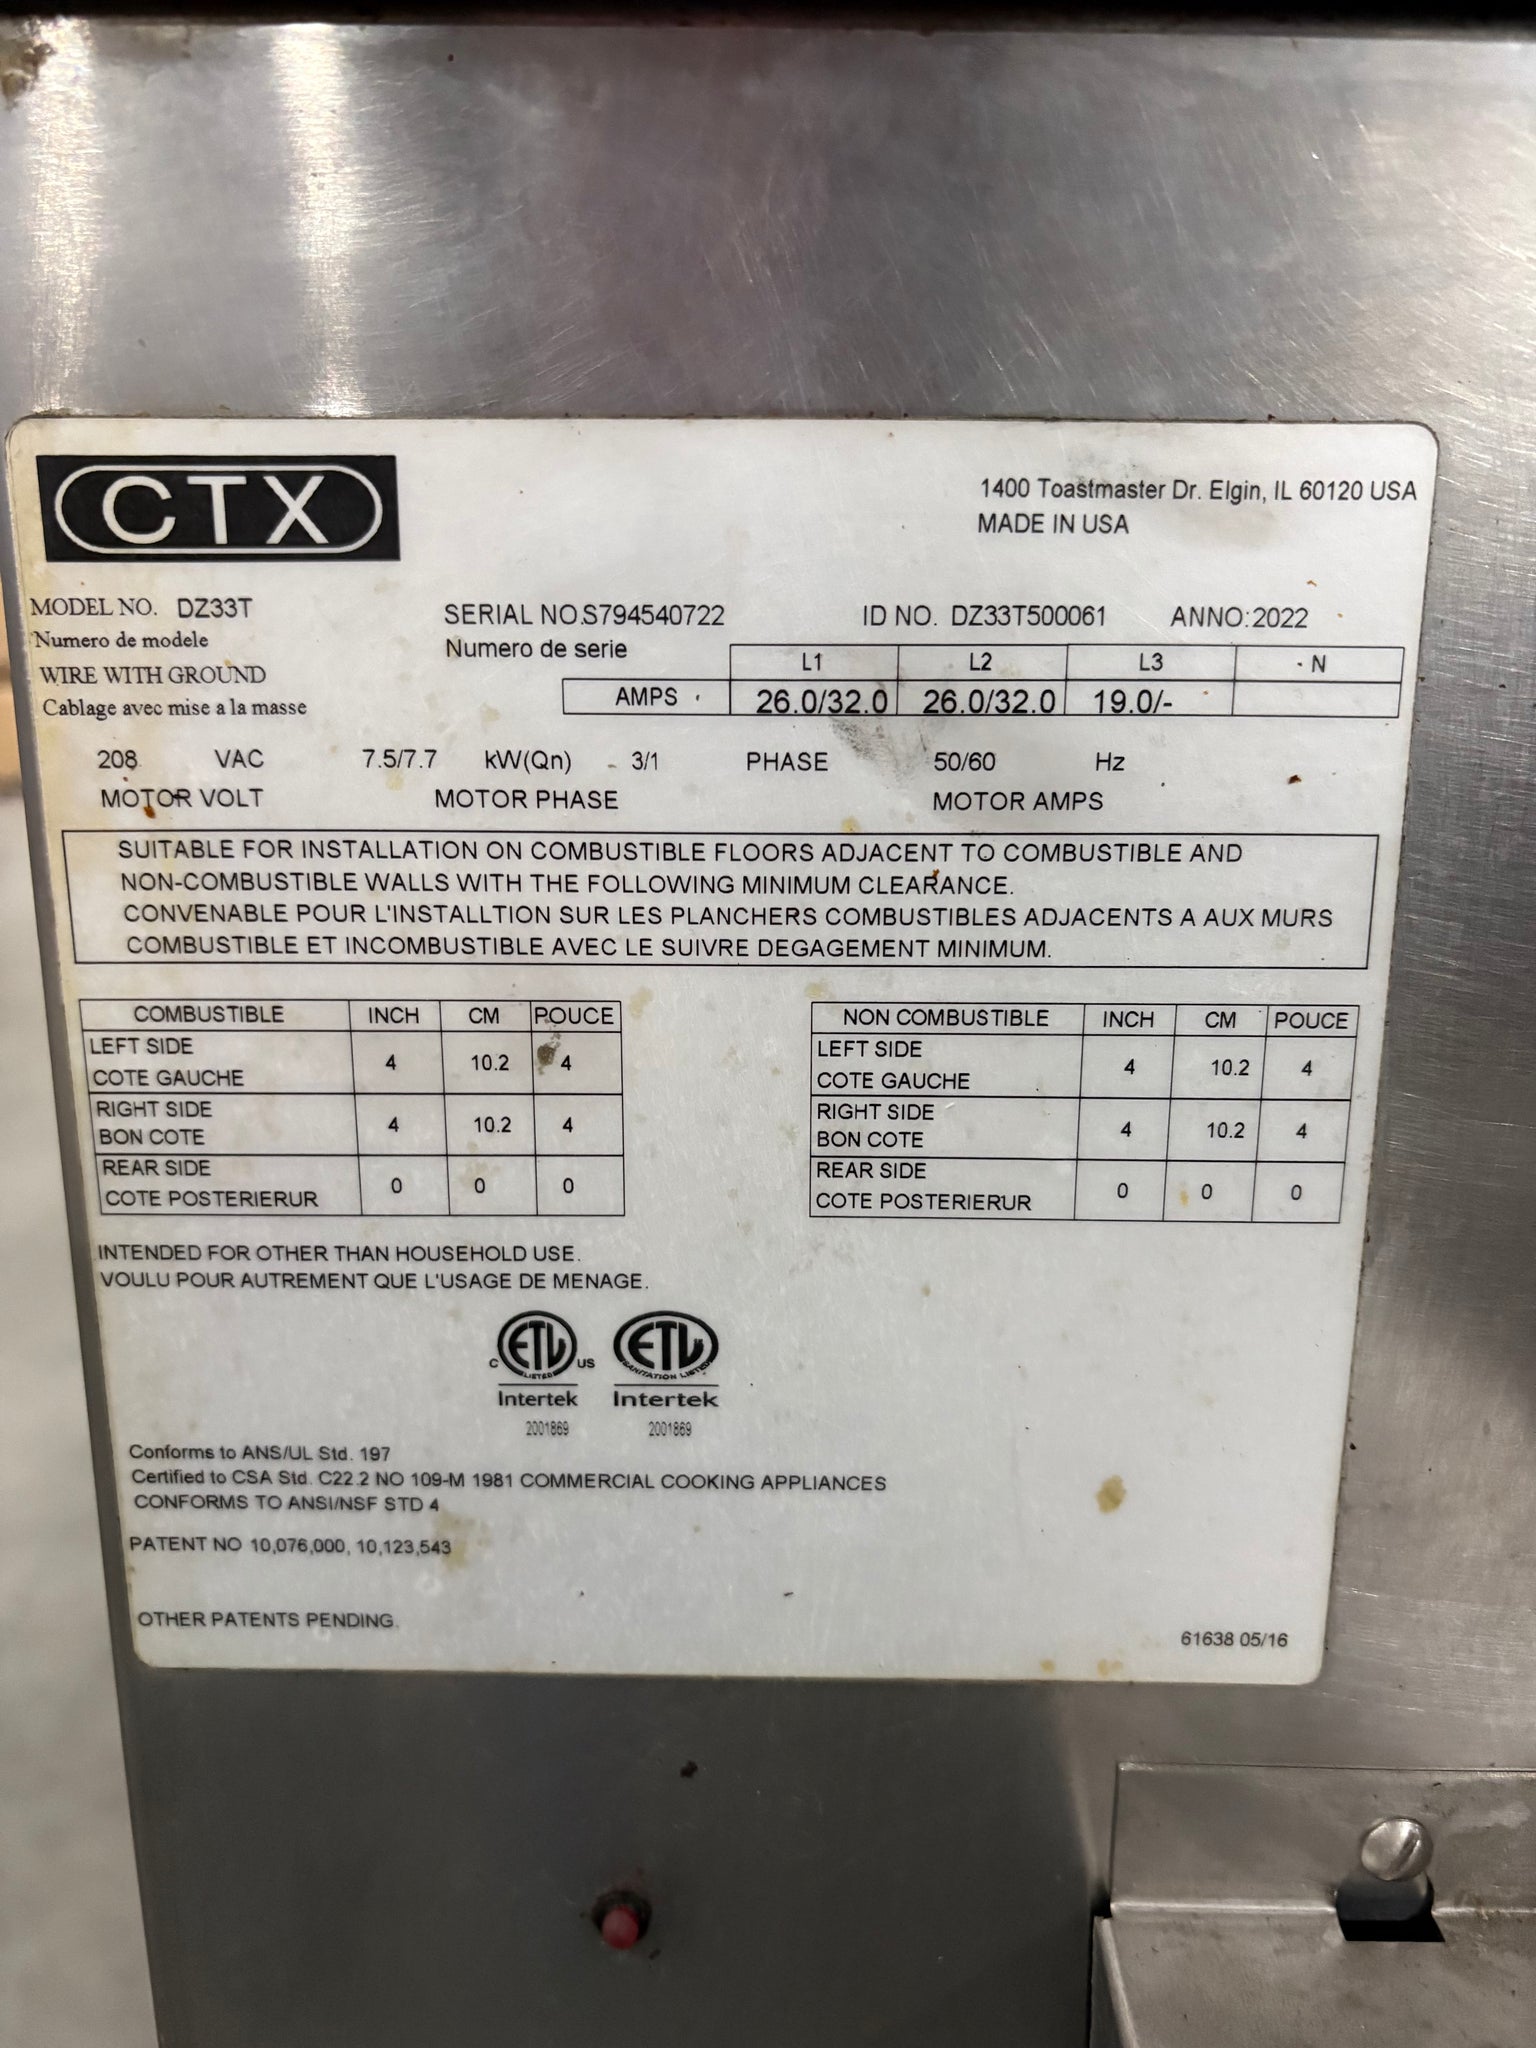 CTX
1400 Toastmaster Dr. Elgin, IL 60120 USA
MADE IN USA
MODEL NO. DZ33T SERIAL NO.S794540722 ID NO. DZ33T500061 ANNO:2022
Numero de modele Numero de serie
WIRE WITH GROUND
Cablage avec mise a la masse
L1 L2 L3 N
AMPS 26.0/32.0 26.0/32.0 19.0/-
208 VAC 7.5/7.7 kW(Qn) 3/1 PHASE 50/60 Hz
MOTOR VOLT MOTOR PHASE MOTOR AMPS
SUITABLE FOR INSTALLATION ON COMBUSTIBLE FLOORS ADJACENT TO COMBUSTIBLE AND
NON-COMBUSTIBLE WALLS WITH THE FOLLOWING MINIMUM CLEARANCE.
CONVENABLE POUR L'INSTALLTION SUR LES PLANCHERS COMBUSTIBLES ADJACENTS A AUX MURS
COMBUSTIBLE ET INCOMBUSTIBLE AVEC LE SUIVRE DEGAGEMENT MINIMUM.
COMBUSTIBLE INCH CM POUCE
LEFT SIDE
COTE GAUCHE 4 10.2 4
RIGHT SIDE
BON COTE 4 10.2 4
REAR SIDE
COTE POSTERIERUR 0 0 0
NON COMBUSTIBLE INCH CM POUCE
LEFT SIDE
COTE GAUCHE 4 10.2 4
RIGHT SIDE
BON COTE 4 10.2 4
REAR SIDE
COTE POSTERIERUR 0 0 0
INTENDED FOR OTHER THAN HOUSEHOLD USE.
VOULU POUR AUTREMENT QUE L'USAGE DE MENAGE.
C ETL US ETL
LISTED SANITATION LISTED
Intertek Intertek
2001869 2001869
Conforms to ANS/UL Std. 197
Certified to CSA Std. C22.2 NO 109-M 1981 COMMERCIAL COOKING APPLIANCES
CONFORMS TO ANSI/NSF STD 4
PATENT NO 10,076,000, 10,123,543
OTHER PATENTS PENDING.
61638 05/16